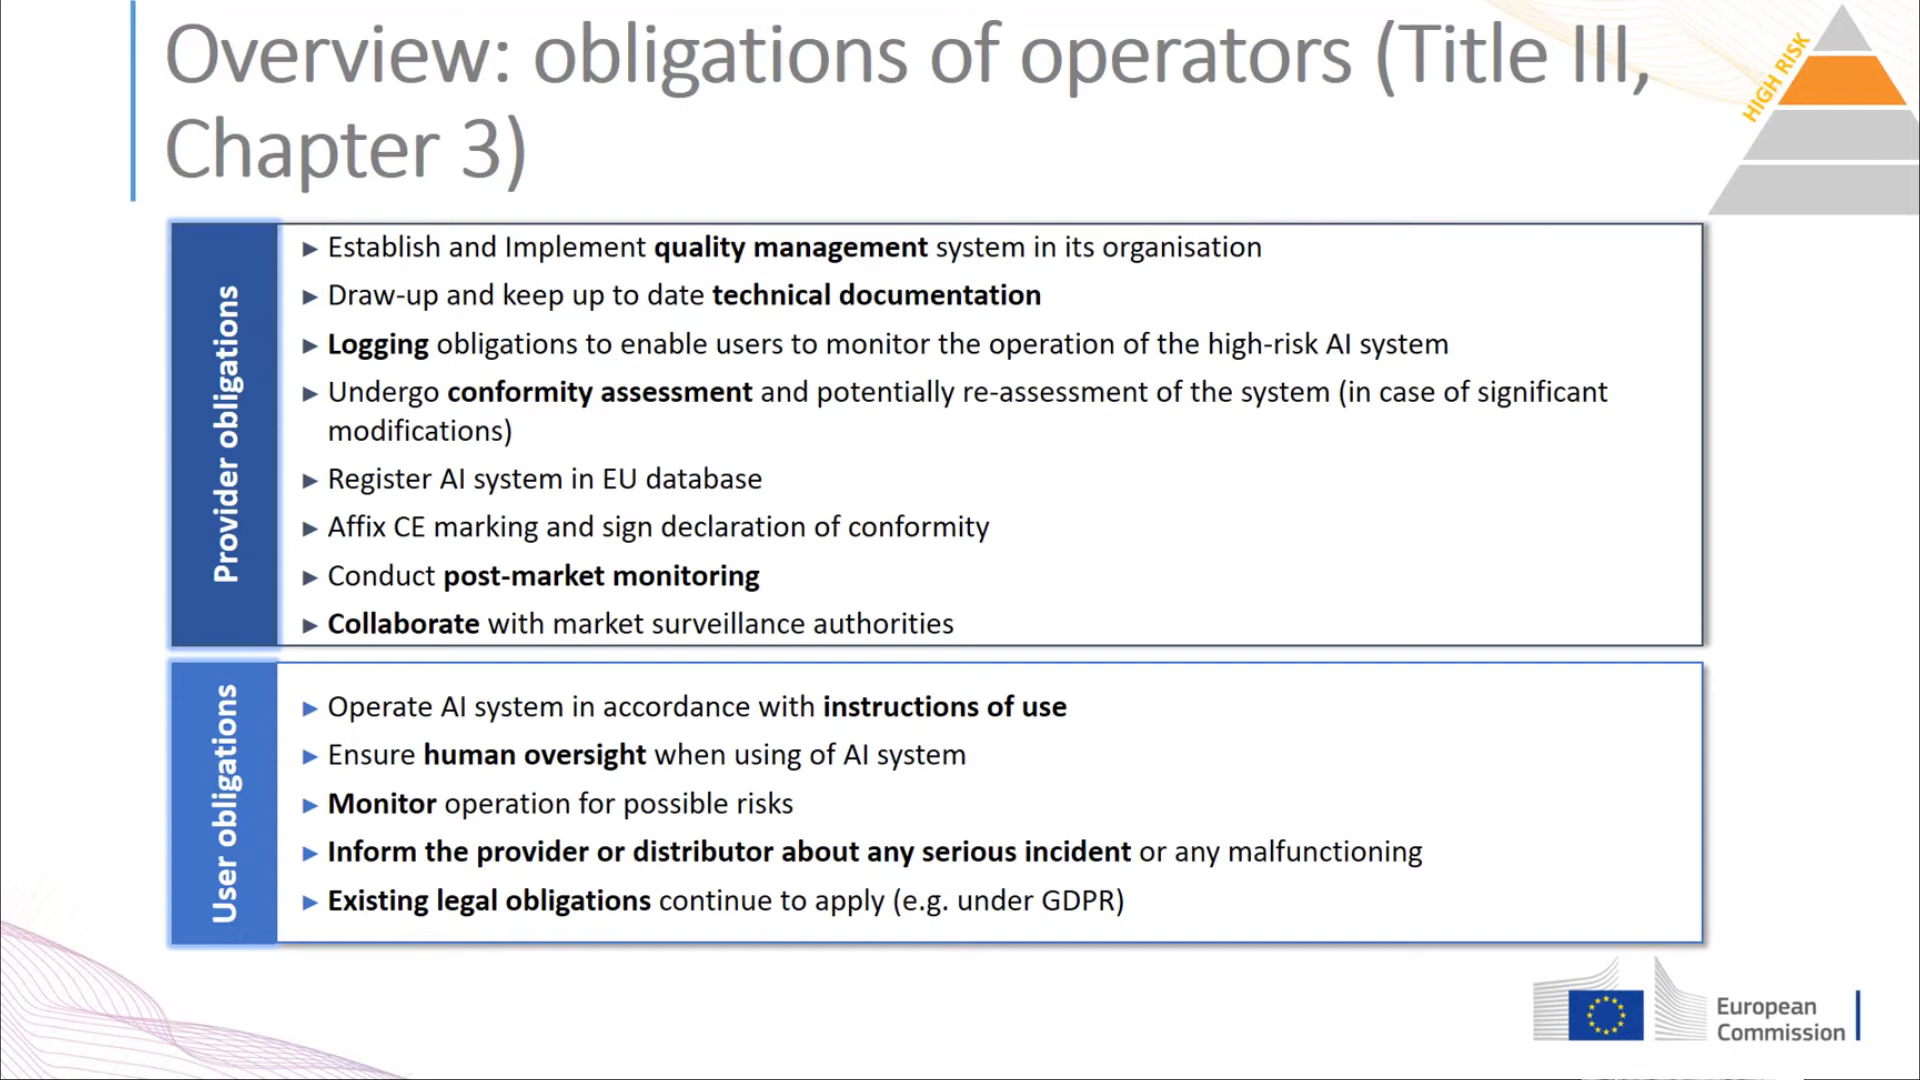 Overview: obligations of operators (Title III,
Chapter 3)
HIGH RISK
Provider obligations
► Establish and Implement quality management system in its organisation
► Draw-up and keep up to date technical documentation
► Logging obligations to enable users to monitor the operation of the high-risk AI system
► Undergo conformity assessment and potentially re-assessment of the system (in case of significant
modifications)
► Register AI system in EU database
► Affix CE marking and sign declaration of conformity
► Conduct post-market monitoring
► Collaborate with market surveillance authorities
User obligations
► Operate AI system in accordance with instructions of use
► Ensure human oversight when using of AI system
► Monitor operation for possible risks
► Inform the provider or distributor about any serious incident or any malfunctioning
► Existing legal obligations continue to apply (e.g. under GDPR)
European
Commission